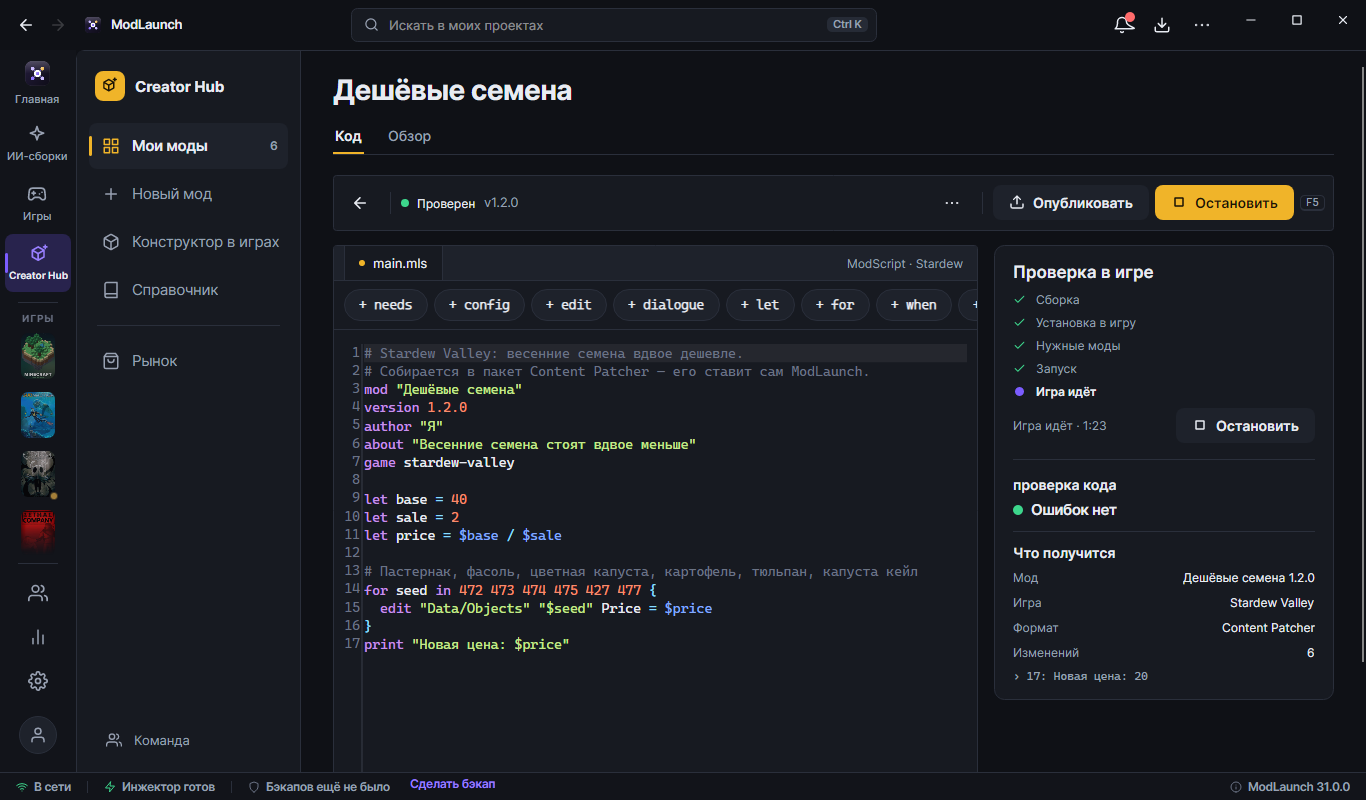 ModLaunch
Искать в моих проектах
Ctrl K
Главная
ИИ-сборки
Игры
Creator Hub
ИГРЫ
MINECRAFT
LETHAL
COMPANY
Creator Hub
Мои моды 6
Новый мод
Конструктор в играх
Справочник
Рынок
Команда
Дешёвые семена
Код Обзор
Проверен v1.2.0
Опубликовать
Остановить
F5
main.mls
ModScript · Stardew
+ needs + config + edit + dialogue + let + for + when +
1 # Stardew Valley: весенние семена вдвое дешевле.
2 # Собирается в пакет Content Patcher — его ставит сам ModLaunch.
3 mod "Дешёвые семена"
4 version 1.2.0
5 author "Я"
6 about "Весенние семена стоят вдвое меньше"
7 game stardew-valley
8
9 let base = 40
10 let sale = 2
11 let price = $base / $sale
12
13 # Пастернак, фасоль, цветная капуста, картофель, тюльпан, капуста кейл
14 for seed in 472 473 474 475 427 477 {
15 edit "Data/Objects" "$seed" Price = $price
16 }
17 print "Новая цена: $price"
Проверка в игре
Сборка
Установка в игру
Нужные моды
Запуск
Игра идёт
Игра идёт · 1:23
Остановить
проверка кода
Ошибок нет
Что получится
Мод Дешёвые семена 1.2.0
Игра Stardew Valley
Формат Content Patcher
Изменений 6
› 17: Новая цена: 20
В сети
Инжектор готов
Бэкапов ещё не было
Сделать бэкап
ModLaunch 31.0.0